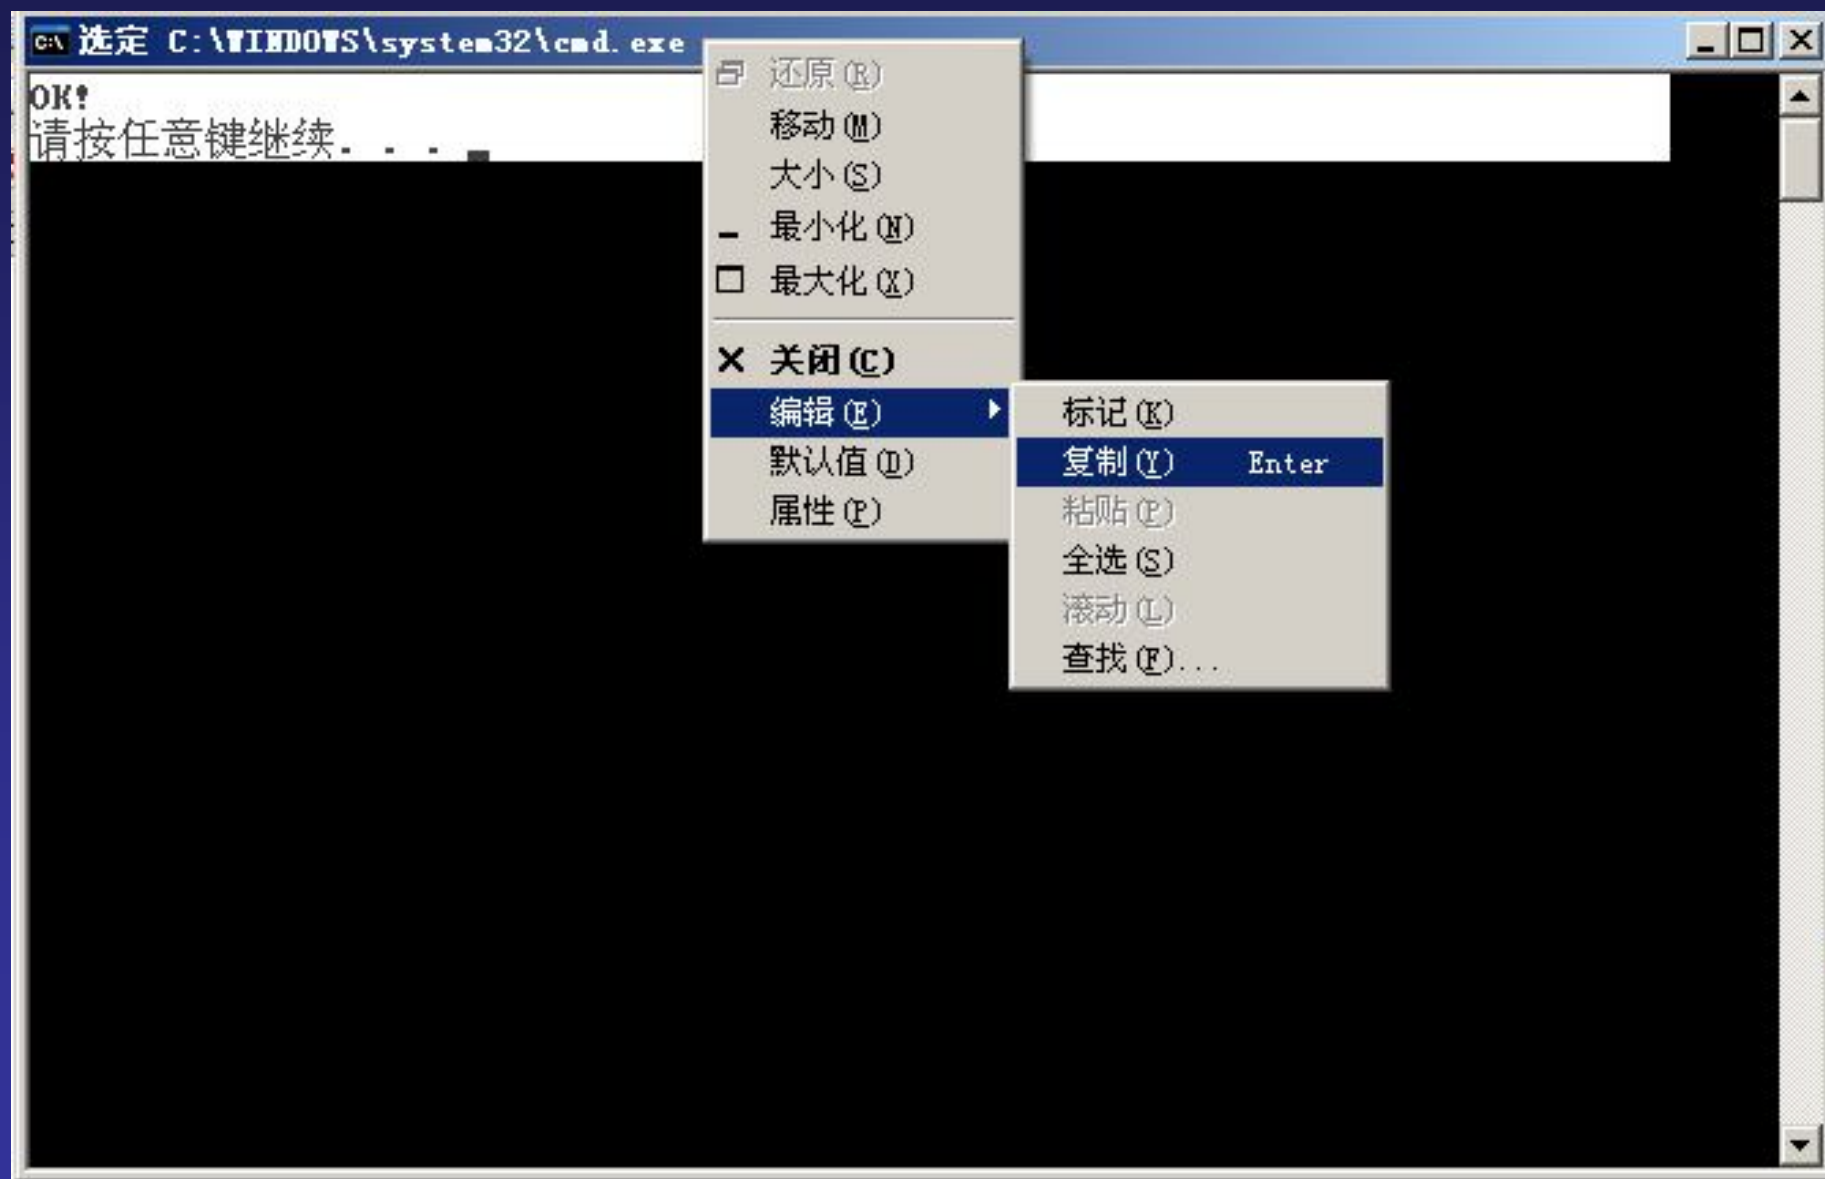 选定 C:\WINDOWS\system32\cmd.exe
OK!
请按任意键继续. . .
还原(R)
移动(M)
大小(S)
最小化(N)
最大化(X)
关闭(C)
编辑(E)
默认值(D)
属性(P)
标记(K)
复制(Y) Enter
粘贴(P)
全选(S)
滚动(L)
查找(F)...